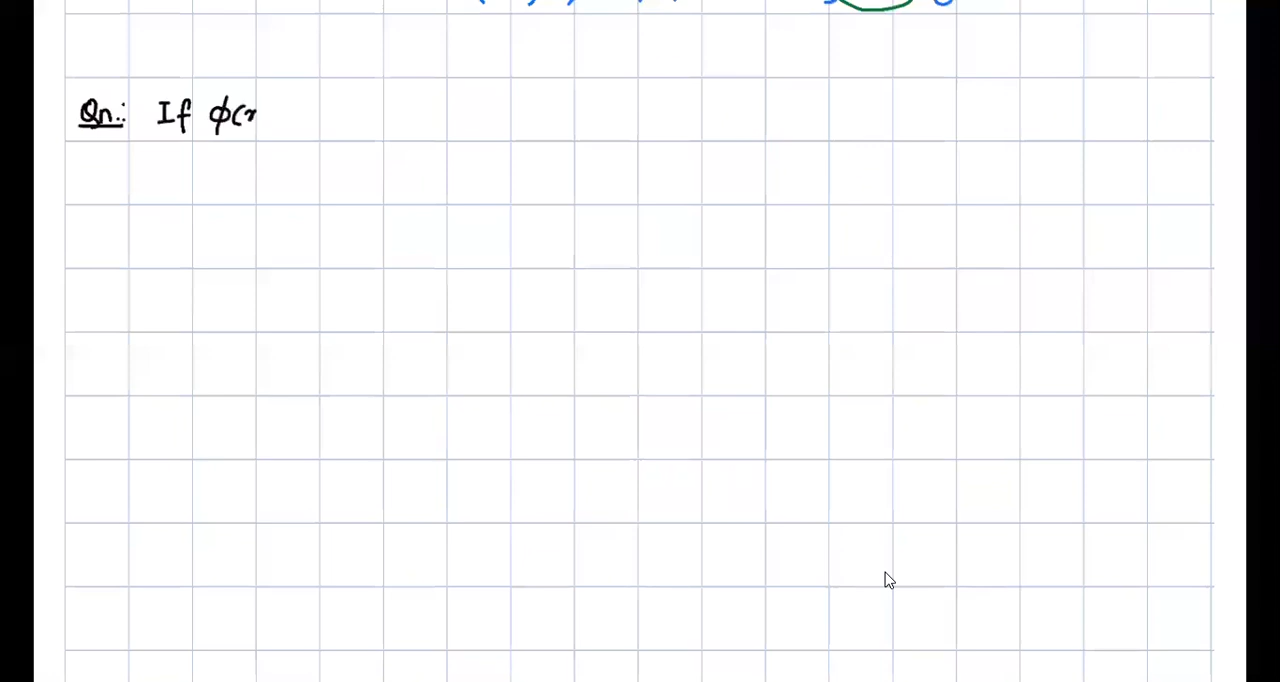 Qn.: If ϕ(x